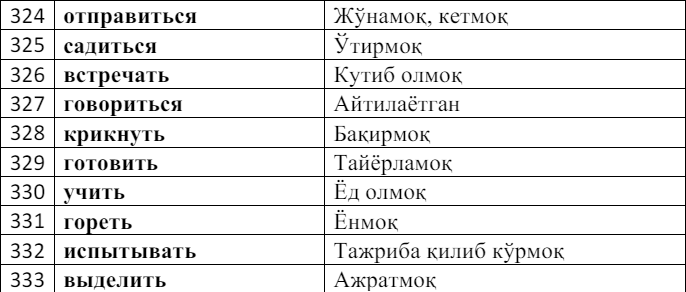 324 отправиться Жўнамоқ, кетмоқ
325 садиться Ўтирмоқ
326 встречать Кутиб олмоқ
327 говориться Айтилаётган
328 крикнуть Бақирмоқ
329 готовить Тайёрламоқ
330 учить Ёд олмоқ
331 гореть Ёнмоқ
332 испытывать Тажриба қилиб кўрмоқ
333 выделить Ажратмоқ